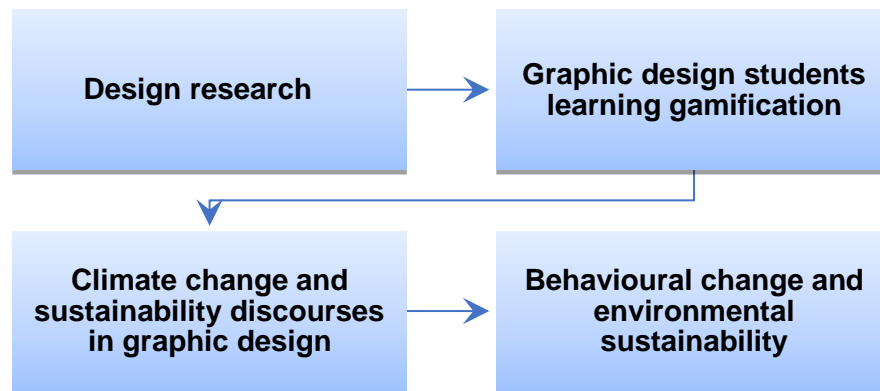 Design research
Graphic design students
learning gamification
Climate change and
sustainability discourses
in graphic design
Behavioural change and
environmental
sustainability